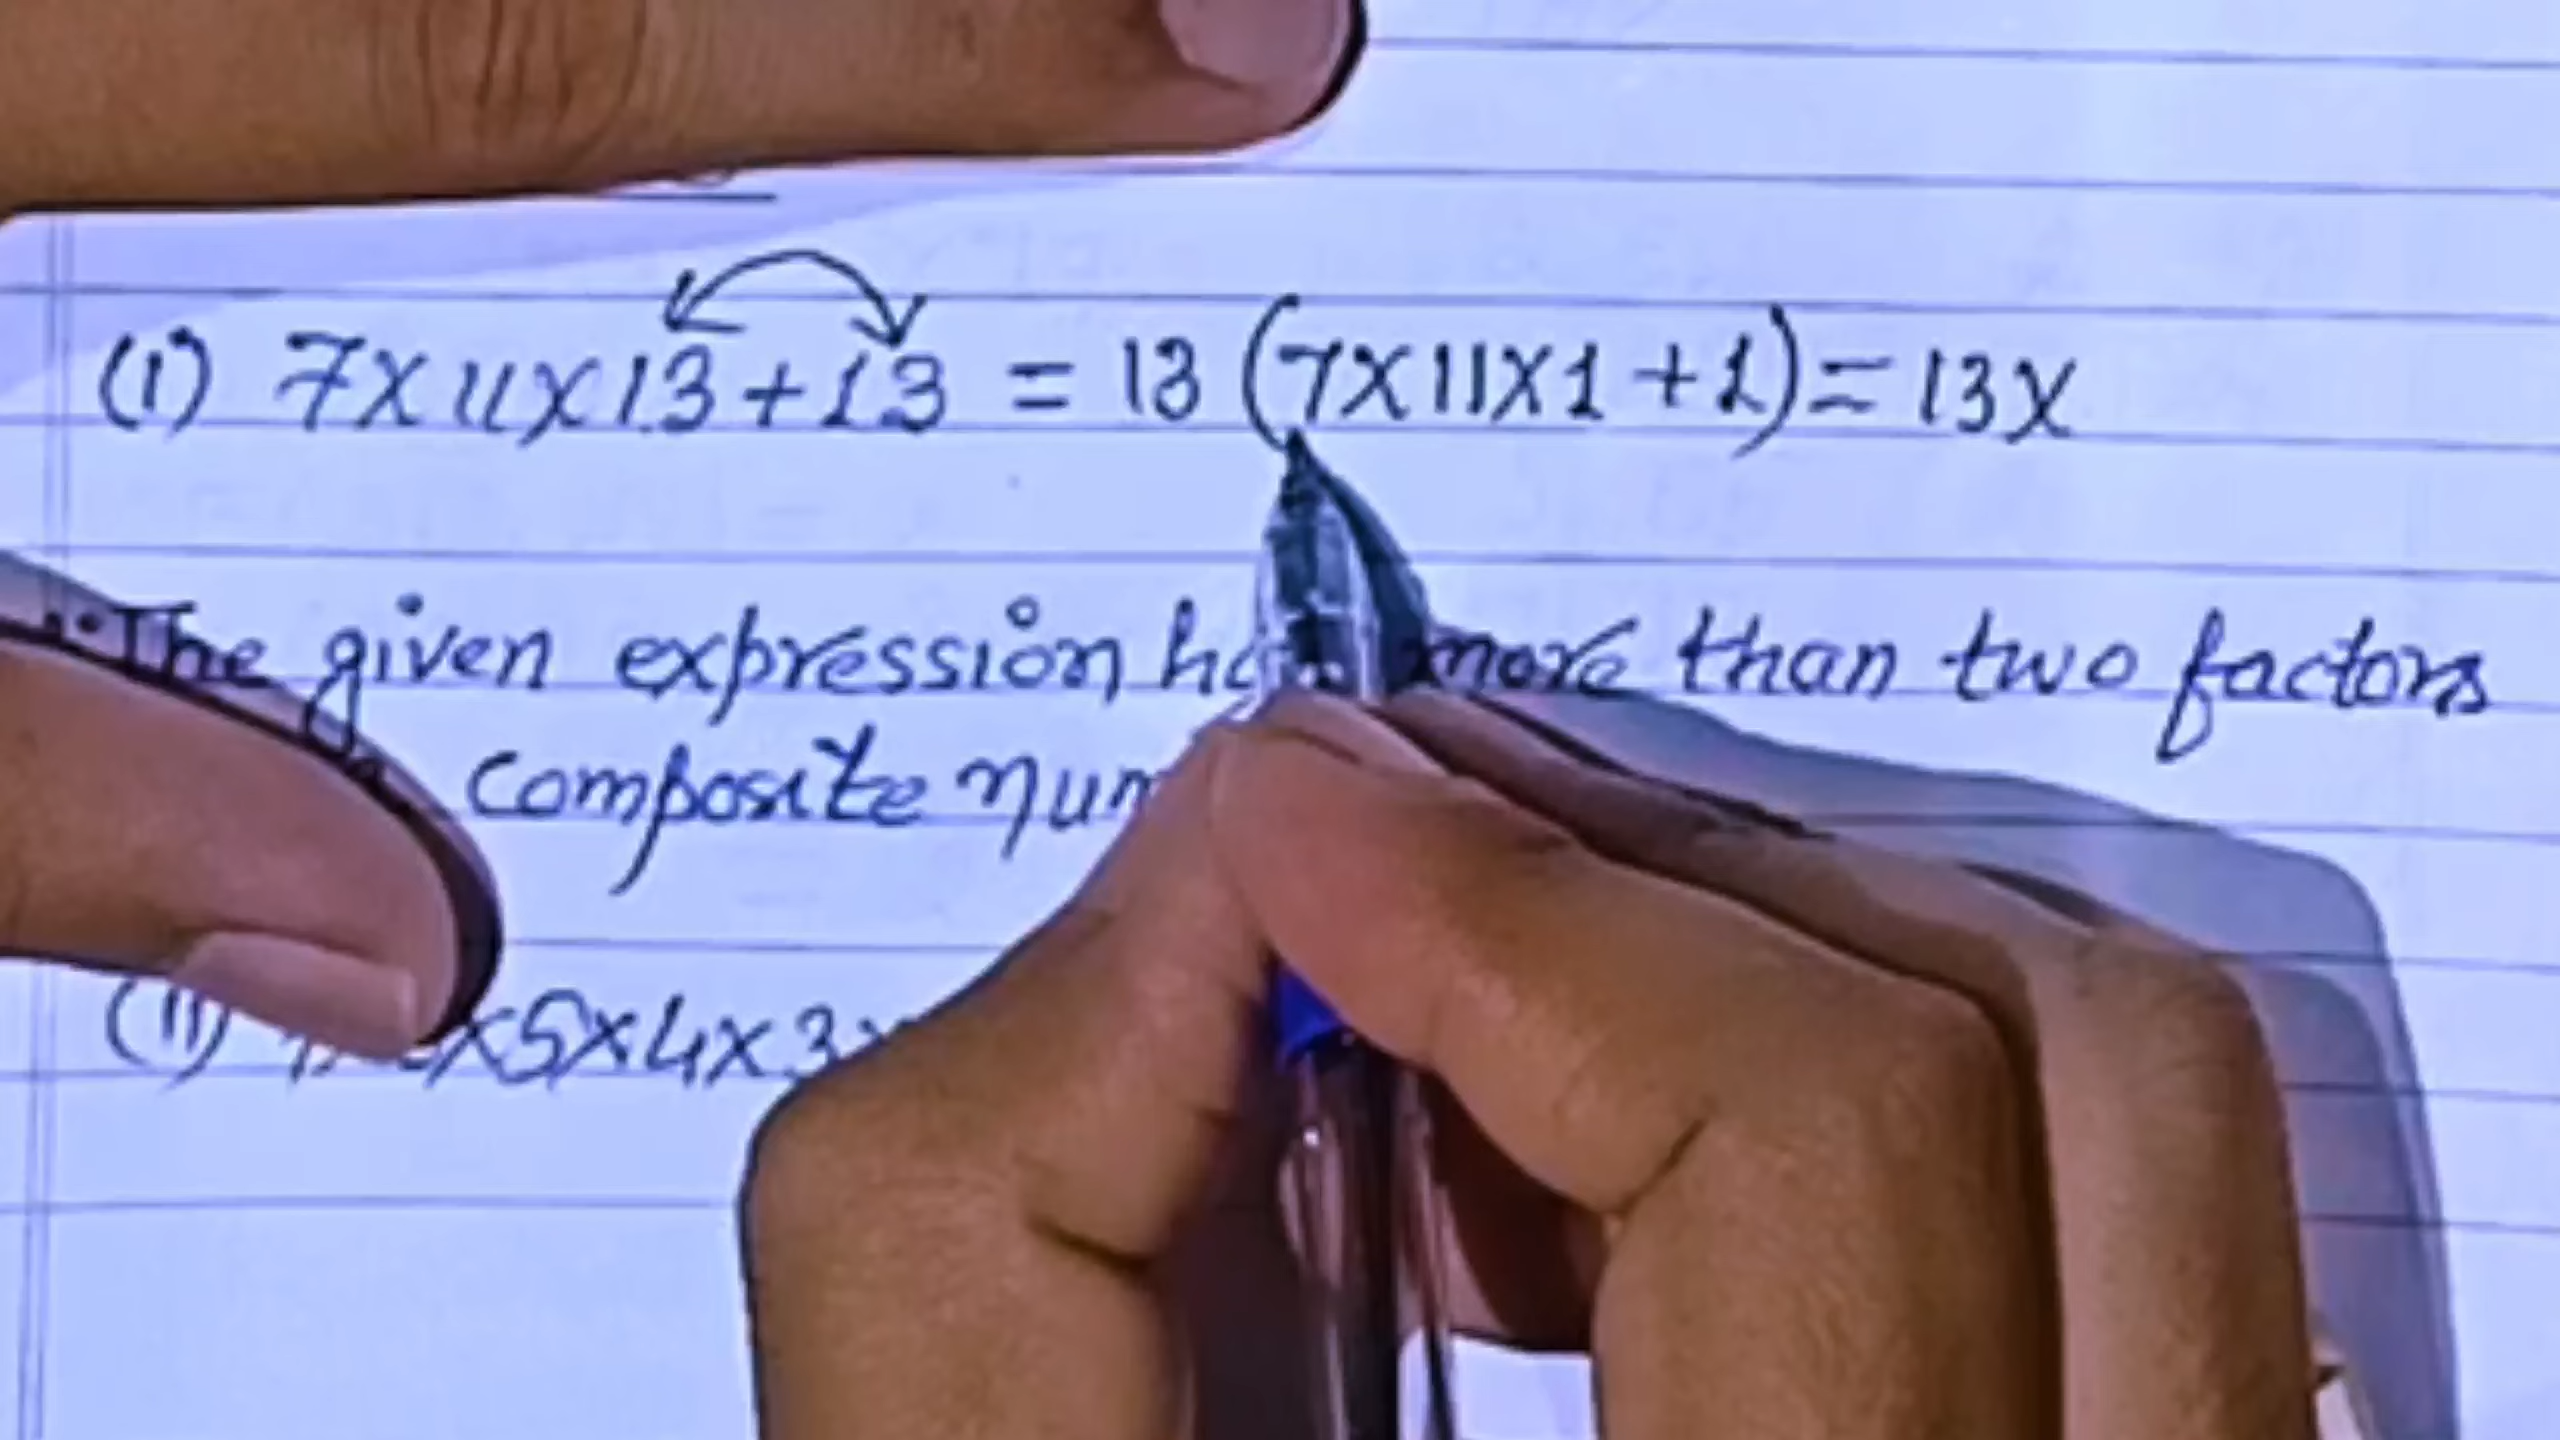 (i) 7×11×13+13 = 13 (7×11×1+1)= 13×
The given expression more than two factors
composite
(ii) ×5×4×3×